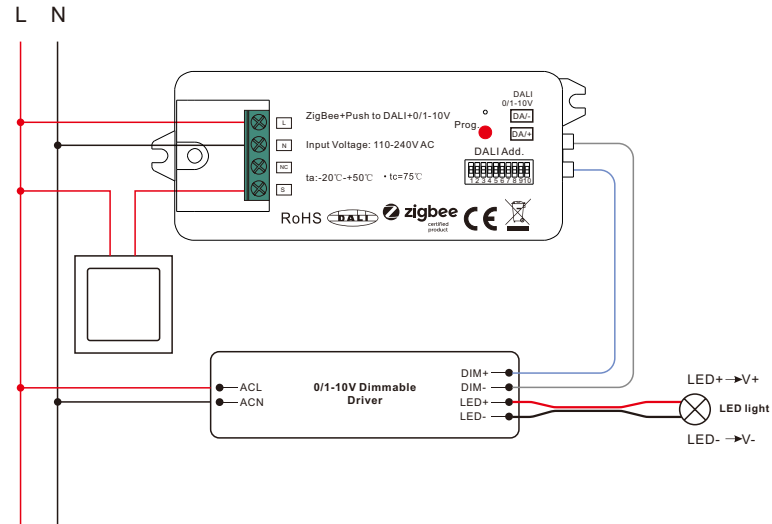 L N
DALI
0/1-10V
L
ZigBee+Push to DALI+0/1-10V
Prog.
DA/-
N
Input Voltage: 110-240V AC
DA/+
DALI Add.
NC
ta:-20℃-+50℃ • tc=75℃
1 2 3 4 5 6 7 8 9 10
S
RoHS
DALI
zigbee
certified
product
CE
ACL
ACN
0/1-10V Dimmable
Driver
DIM+
DIM-
LED+
LED-
LED+→V+
LED light
LED- →V-